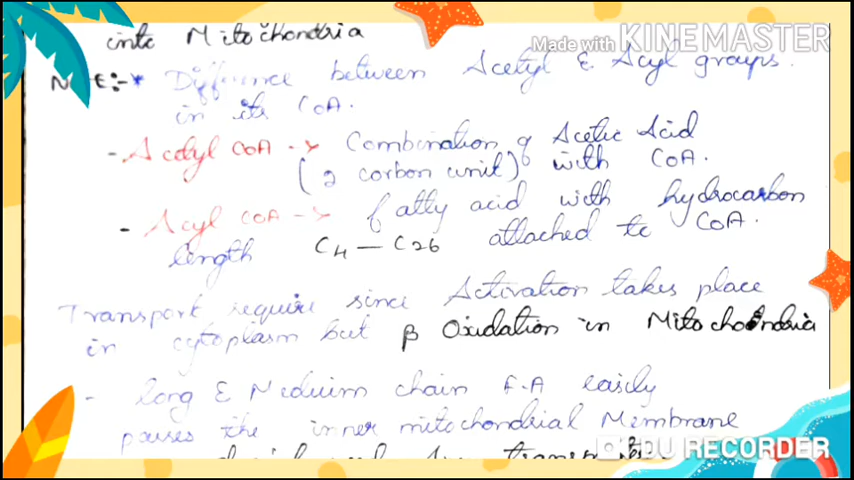 into Mitochondria
Made with KINEMASTER
N E:-* Difference between Acetyl & Acyl groups.
in its CoA.
- Acetyl CoA -> Combination of Acetic Acid
(2 carbon unit) with CoA.
- Acyl CoA -> fatty acid with hydrocarbon
length C4 — C26 attached to CoA.
Transport require since Activation takes place
in cytoplasm but β Oxidation in Mitochondria
- long & Medium chain F.A easily
passes the inner mitochondrial Membrane
DU RECORDER